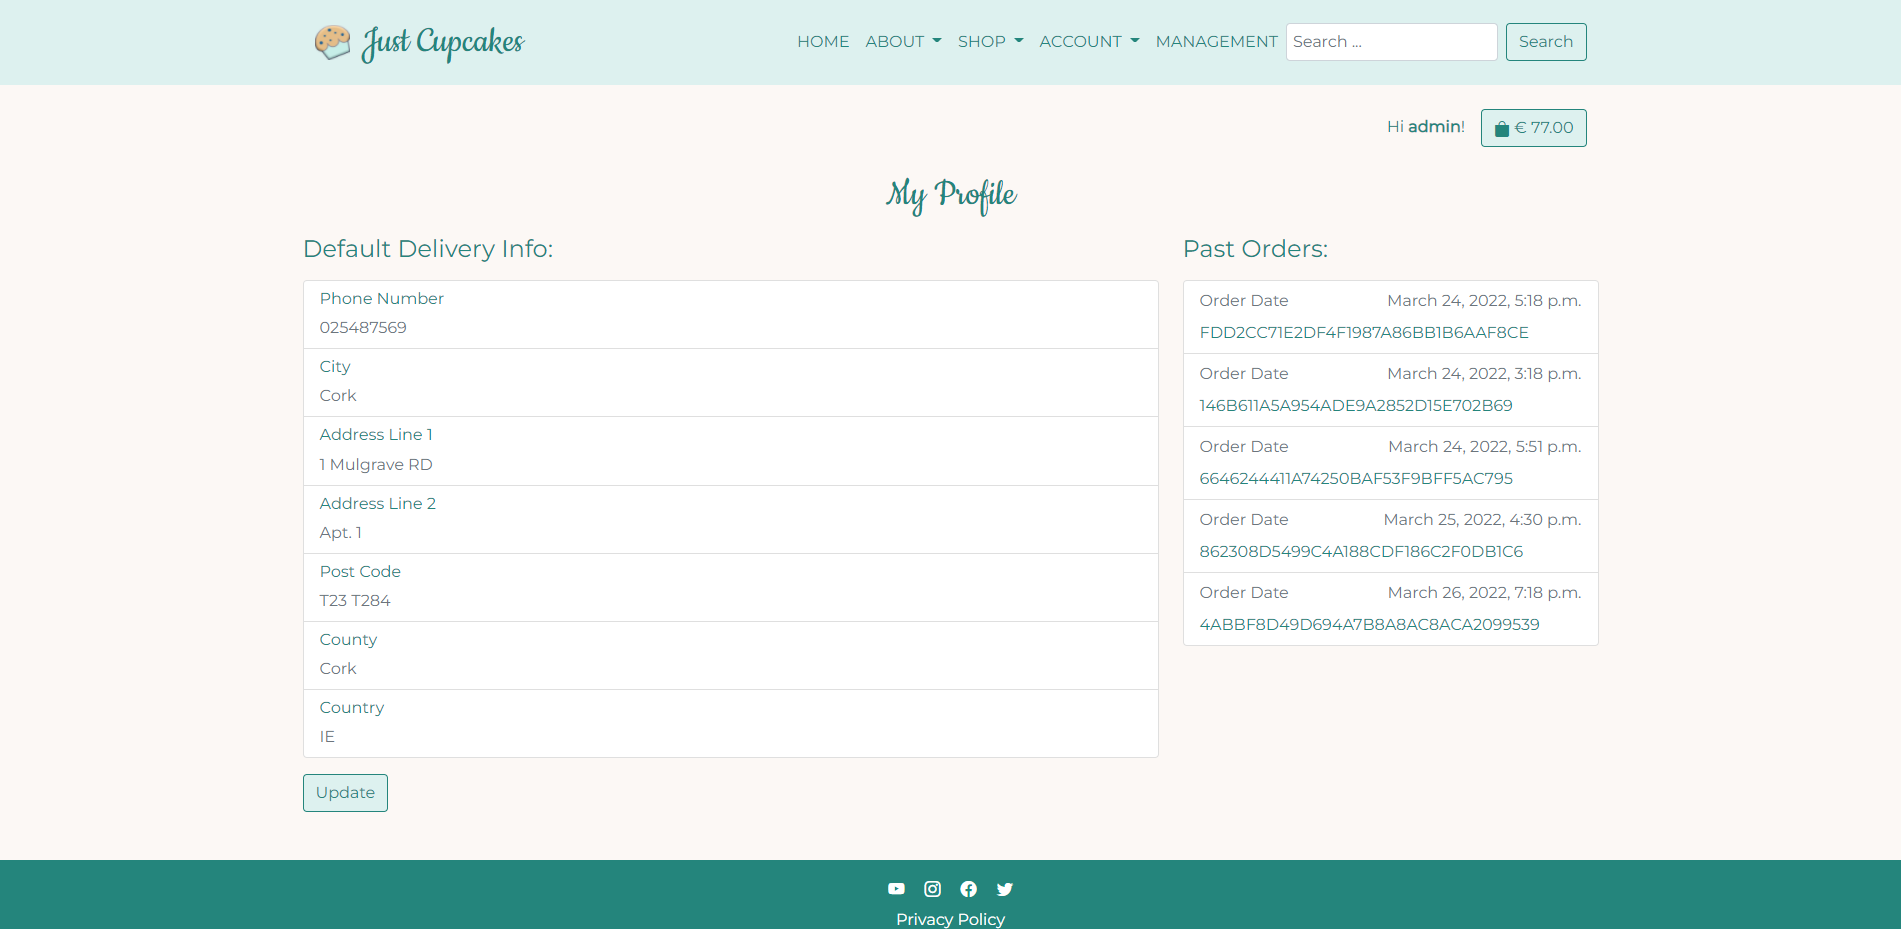 Just Cupcakes
HOME ABOUT SHOP ACCOUNT MANAGEMENT Search ... Search
Hi admin! € 77.00
My Profile
Default Delivery Info:
Phone Number
025487569
City
Cork
Address Line 1
1 Mulgrave RD
Address Line 2
Apt. 1
Post Code
T23 T284
County
Cork
Country
IE
Update
Past Orders:
Order Date March 24, 2022, 5:18 p.m.
FDD2CC71E2DF4F1987A86BB1B6AAF8CE
Order Date March 24, 2022, 3:18 p.m.
146B611A5A954ADE9A2852D15E702B69
Order Date March 24, 2022, 5:51 p.m.
6646244411A74250BAF53F9BFF5AC795
Order Date March 25, 2022, 4:30 p.m.
862308D5499C4A188CDF186C2F0DB1C6
Order Date March 26, 2022, 7:18 p.m.
4ABBF8D49D694A7B8A8AC8ACA2099539
Privacy Policy